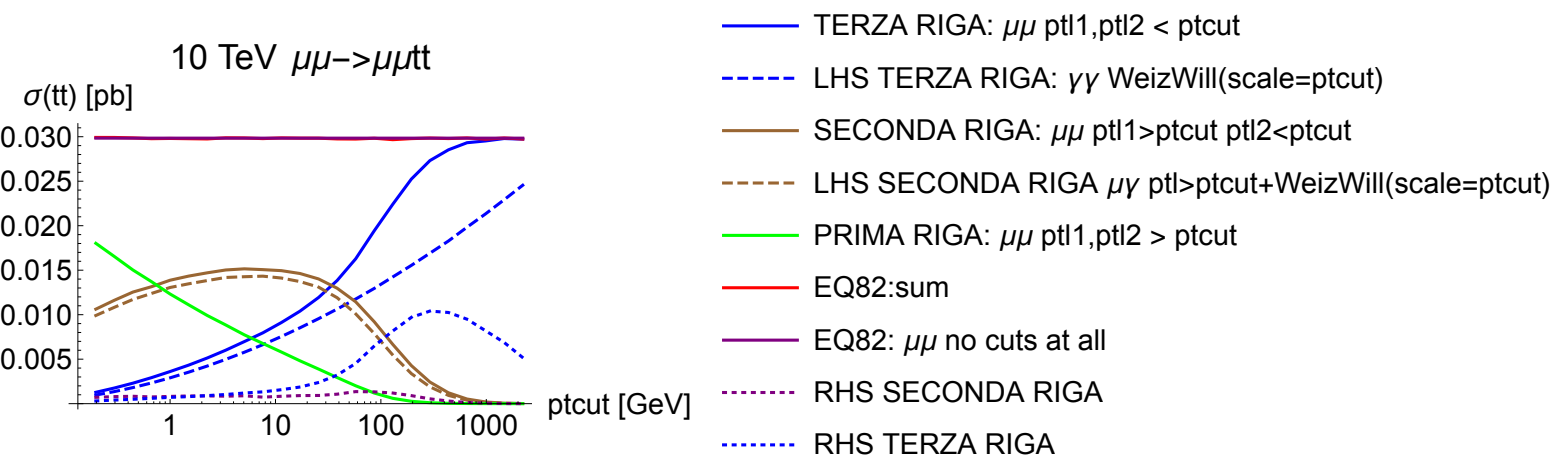 10 TeV μμ−>μμtt
σ(tt) [pb]
0.030
0.025
0.020
0.015
0.010
0.005
1 10 100 1000
ptcut [GeV]
TERZA RIGA: μμ ptl1,ptl2 < ptcut
LHS TERZA RIGA: γγ WeizWill(scale=ptcut)
SECONDA RIGA: μμ ptl1>ptcut ptl2<ptcut
LHS SECONDA RIGA μγ ptl>ptcut+WeizWill(scale=ptcut)
PRIMA RIGA: μμ ptl1,ptl2 > ptcut
EQ82:sum
EQ82: μμ no cuts at all
RHS SECONDA RIGA
RHS TERZA RIGA